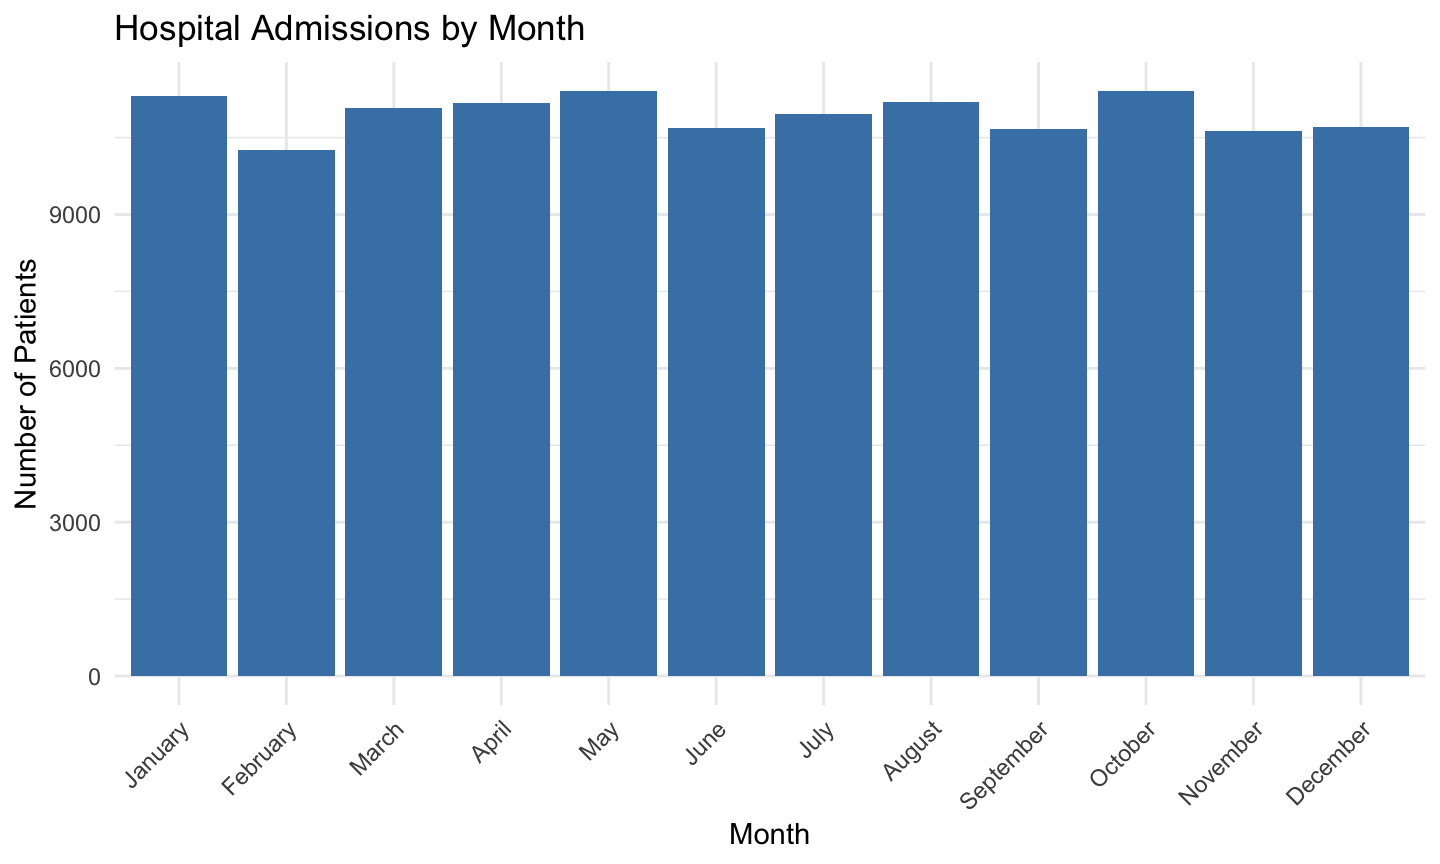 Hospital Admissions by Month
Number of Patients
9000
6000
3000
0
January
February
March
April
May
June
July
August
September
October
November
December
Month